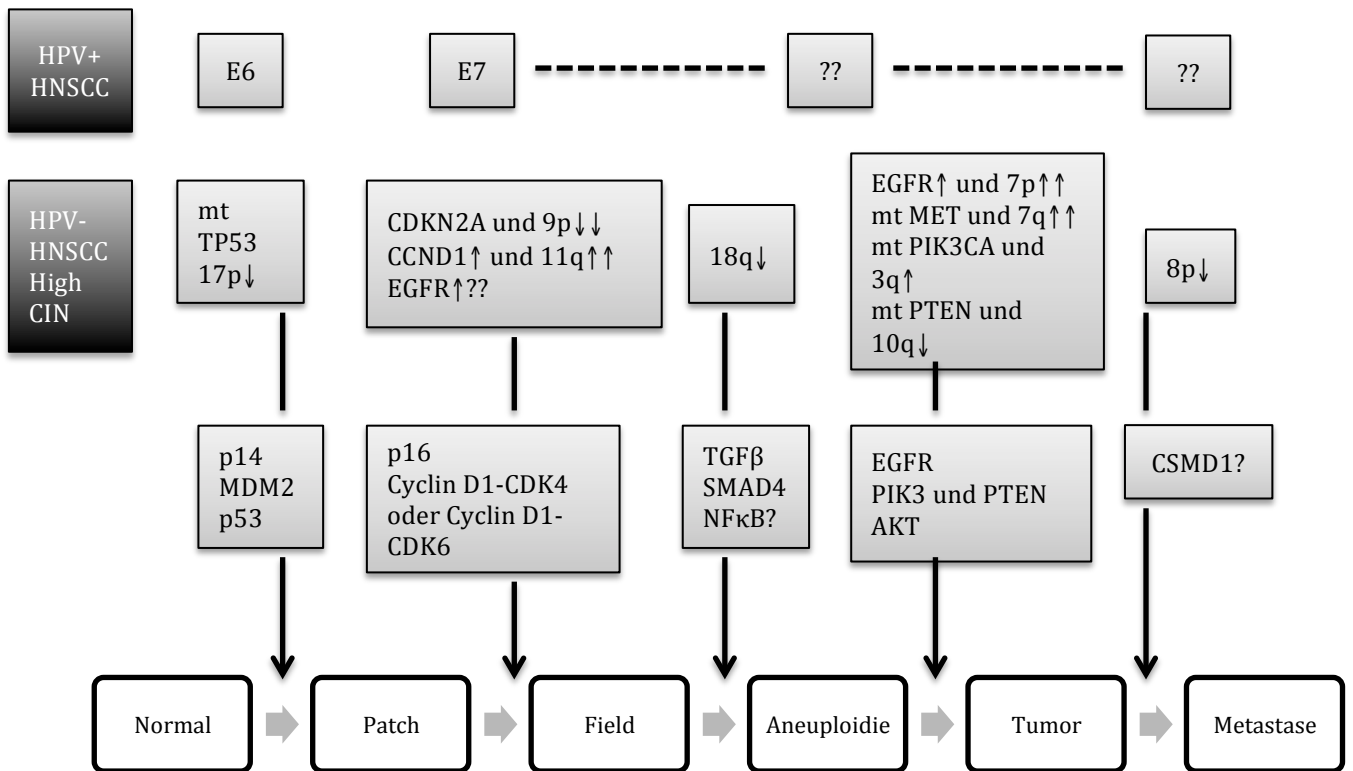 HPV+
HNSCC
E6
E7
??
??
HPV-
HNSCC
High
CIN
mt
TP53
17p↓
CDKN2A und 9p↓↓
CCND1↑ und 11q↑↑
EGFR↑??
18q↓
EGFR↑ und 7p↑↑
mt MET und 7q↑↑
mt PIK3CA und
3q↑
mt PTEN und
10q↓
8p↓
p14
MDM2
p53
p16
Cyclin D1-CDK4
oder Cyclin D1-
CDK6
TGFβ
SMAD4
NFκB?
EGFR
PIK3 und PTEN
AKT
CSMD1?
Normal
Patch
Field
Aneuploidie
Tumor
Metastase